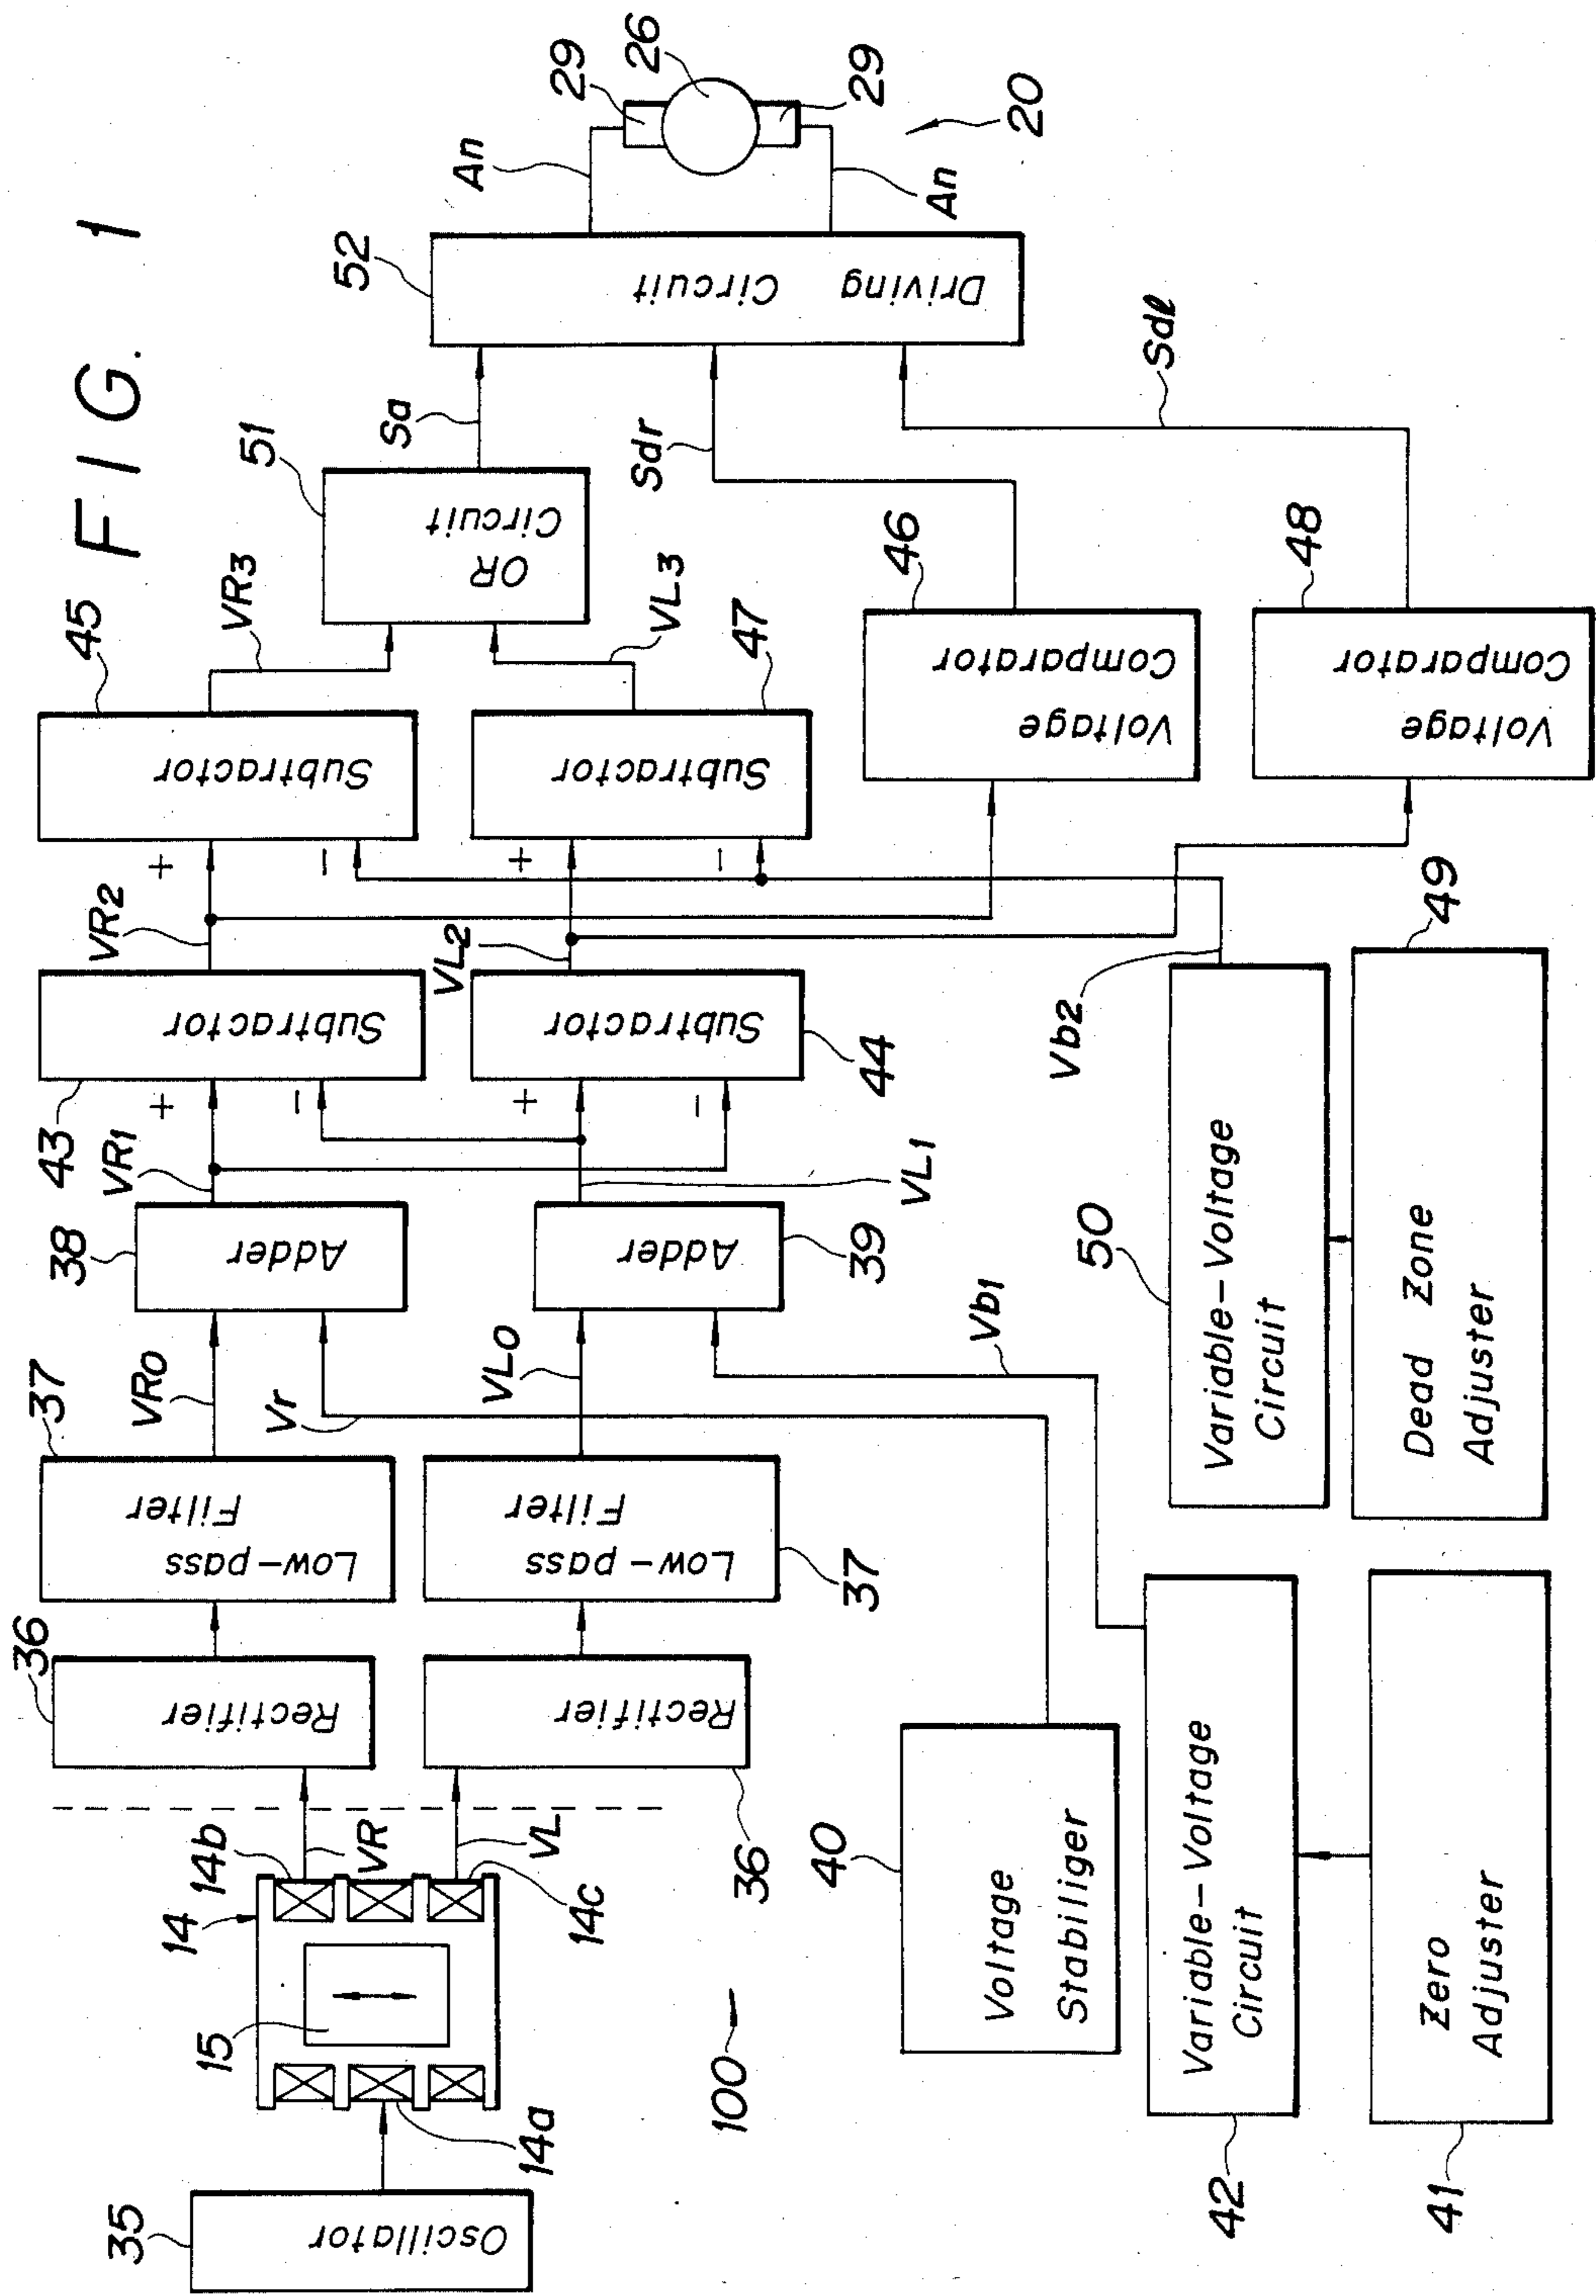 FIG. 1
35
Oscillator
14
14a
14b
14c
15
VR
VL
100
36
Rectifier
36
Rectifier
37
Low-pass
Filter
37
Low-pass
Filter
VR0
Vr
VL0
38
Adder
39
Adder
VR1
VL1
Vb1
40
Voltage
Stabiliger
42
Variable-Voltage
Circuit
41
Zero
Adjuster
43
+
-
Subtractor
44
+
-
Subtractor
VR2
VL2
45
+
-
Subtractor
47
+
-
Subtractor
VR3
VL3
50
Variable-Voltage
Circuit
Vb2
49
Dead Zone
Adjuster
46
Voltage
Comparator
48
Voltage
Comparator
51
OR
Circuit
Sa
Sdr
Sdl
52
Driving Circuit
An
An
29
26
29
20